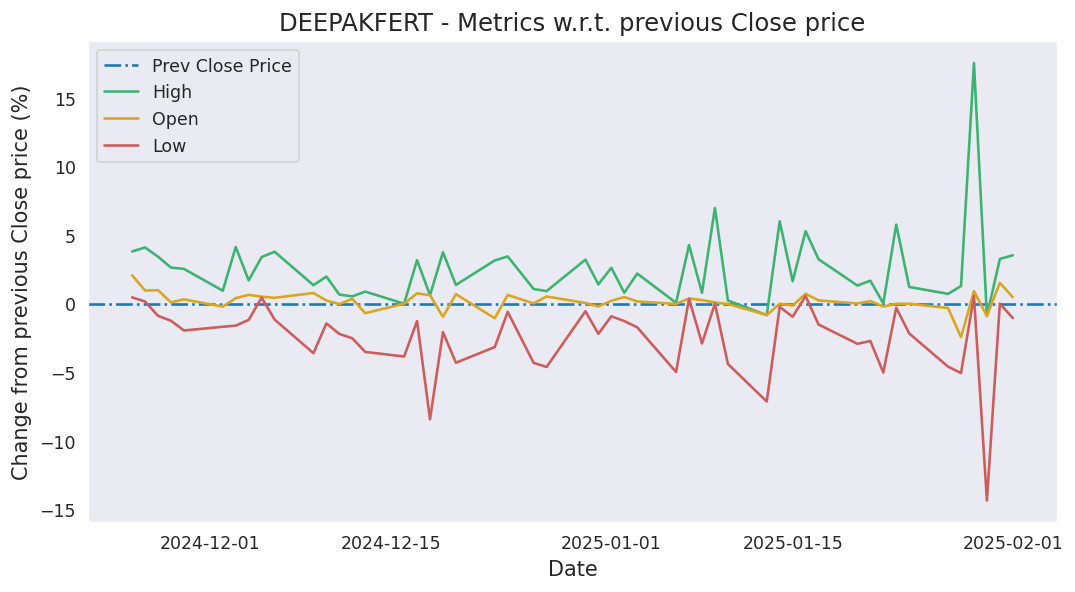 DEEPAKFERT - Metrics w.r.t. previous Close price
Prev Close Price
High
Open
Low
Change from previous Close price (%)
15
10
5
0
−5
−10
−15
2024-12-01
2024-12-15
2025-01-01
2025-01-15
2025-02-01
Date